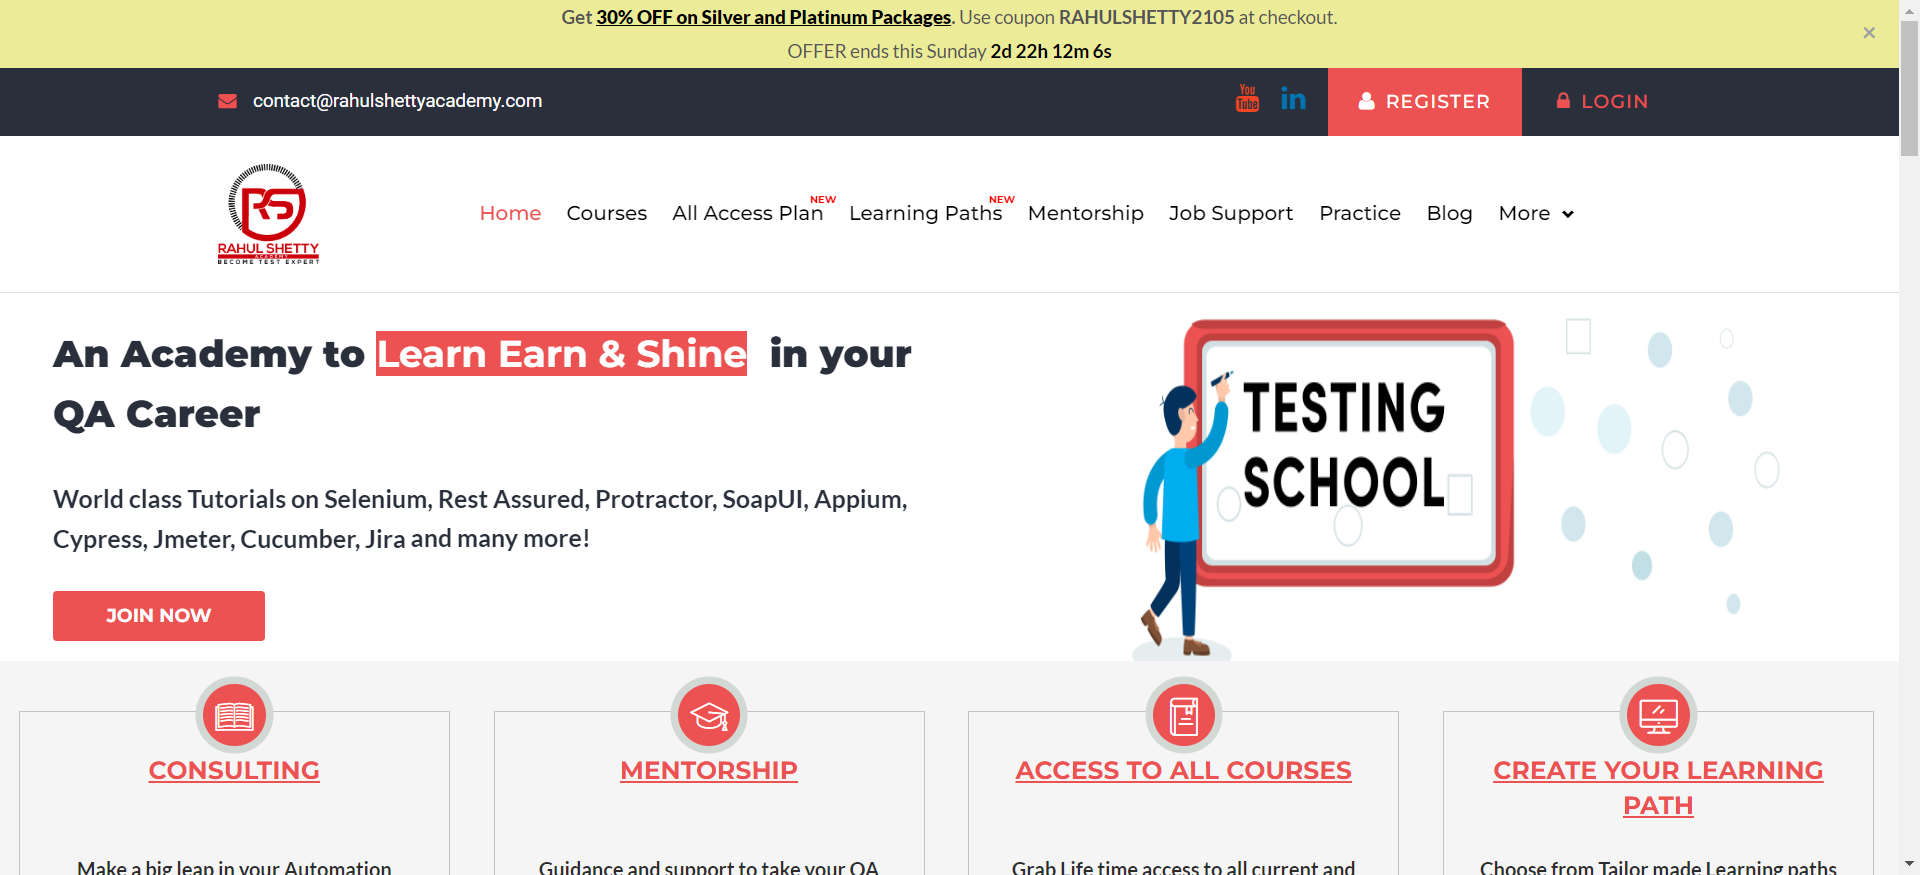 Get 30% OFF on Silver and Platinum Packages. Use coupon RAHULSHETTY2105 at checkout.
OFFER ends this Sunday 2d 22h 12m 6s
×
contact@rahulshettyacademy.com
You Tube
in
REGISTER
LOGIN
RS
RAHUL SHETTY
ACADEMY
BECOME TEST EXPERT
Home Courses All Access Plan NEW Learning Paths NEW Mentorship Job Support Practice Blog More
An Academy to Learn Earn & Shine in your
QA Career
World class Tutorials on Selenium, Rest Assured, Protractor, SoapUI, Appium,
Cypress, Jmeter, Cucumber, Jira and many more!
JOIN NOW
TESTING
SCHOOL
CONSULTING
Make a big leap in your Automation
MENTORSHIP
Guidance and support to take your QA
ACCESS TO ALL COURSES
Grab Life time access to all current and
CREATE YOUR LEARNING
PATH
Choose from Tailor made Learning paths